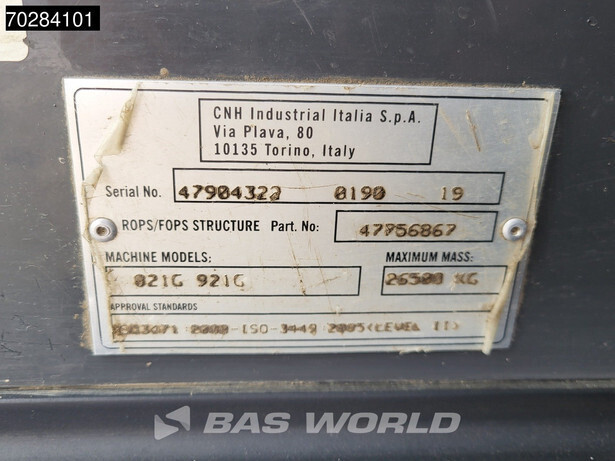 70284101
CNH Industrial Italia S.p.A.
Via Plava, 80
10135 Torino, Italy
Serial No. 47904322 0190 19
ROPS/FOPS STRUCTURE Part. No: 47756867
MACHINE MODELS: MAXIMUM MASS:
821G 921G 26500 KG
APPROVAL STANDARDS
ISO3471 2008-ISO-3449 2005(LEVEL II)
BAS WORLD